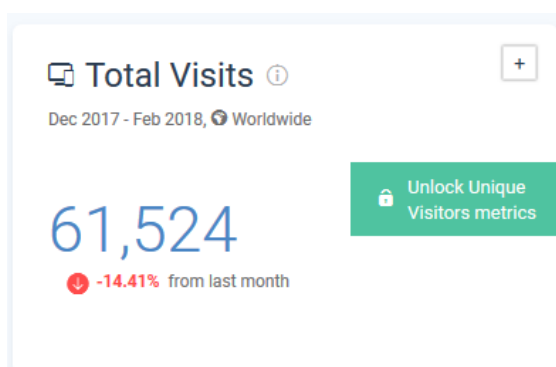 Total Visits
+
Dec 2017 - Feb 2018, Worldwide
Unlock Unique
Visitors metrics
61,524
-14.41% from last month